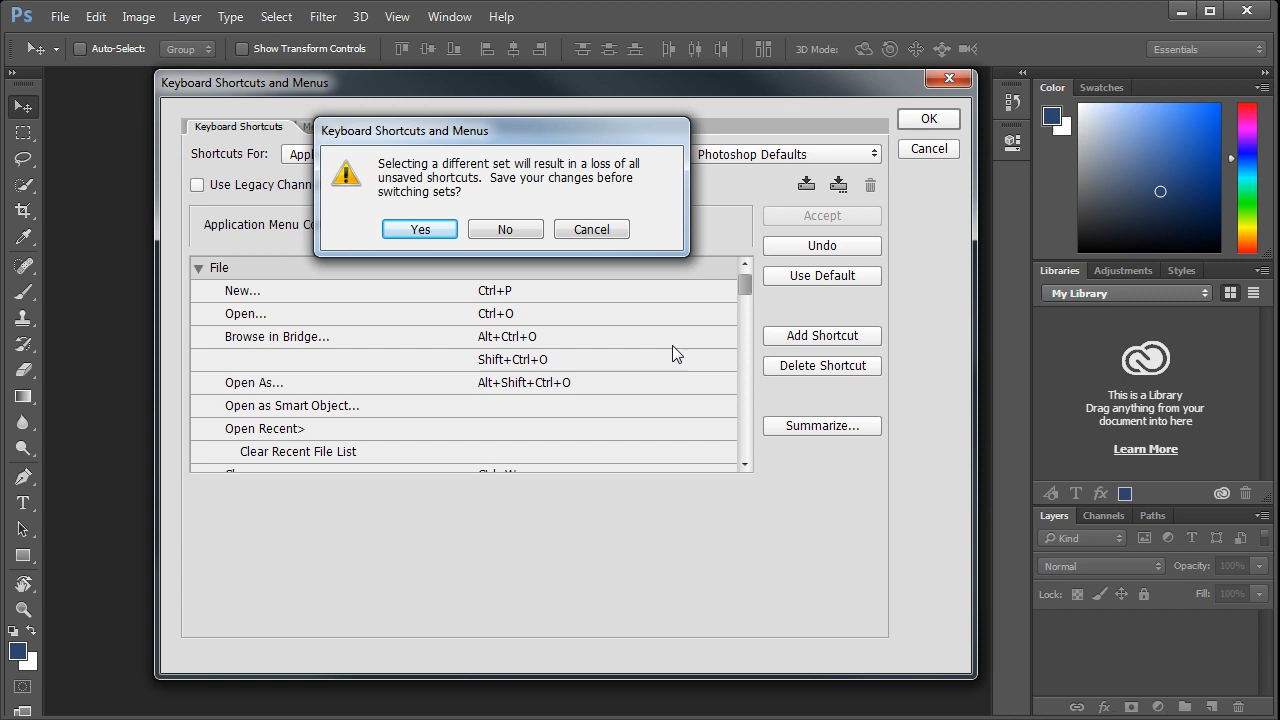 Ps File Edit Image Layer Type Select Filter 3D View Window Help
Auto-Select: Group Show Transform Controls 3D Mode: Essentials
Keyboard Shortcuts and Menus
Keyboard Shortcuts
Keyboard Shortcuts and Menus
Selecting a different set will result in a loss of all
unsaved shortcuts. Save your changes before
switching sets?
Yes No Cancel
Shortcuts For: Photoshop Defaults
Use Legacy
Application Menu
OK
Cancel
Accept
Undo
Use Default
Add Shortcut
Delete Shortcut
Summarize...
File
New... Ctrl+P
Open... Ctrl+O
Browse in Bridge... Alt+Ctrl+O
Shift+Ctrl+O
Open As... Alt+Shift+Ctrl+O
Open as Smart Object...
Open Recent>
Clear Recent File List
Color Swatches
Libraries Adjustments Styles
My Library
This is a Library
Drag anything from your
document into here
Learn More
Layers Channels Paths
Kind
Normal Opacity: 100%
Lock: Fill: 100%